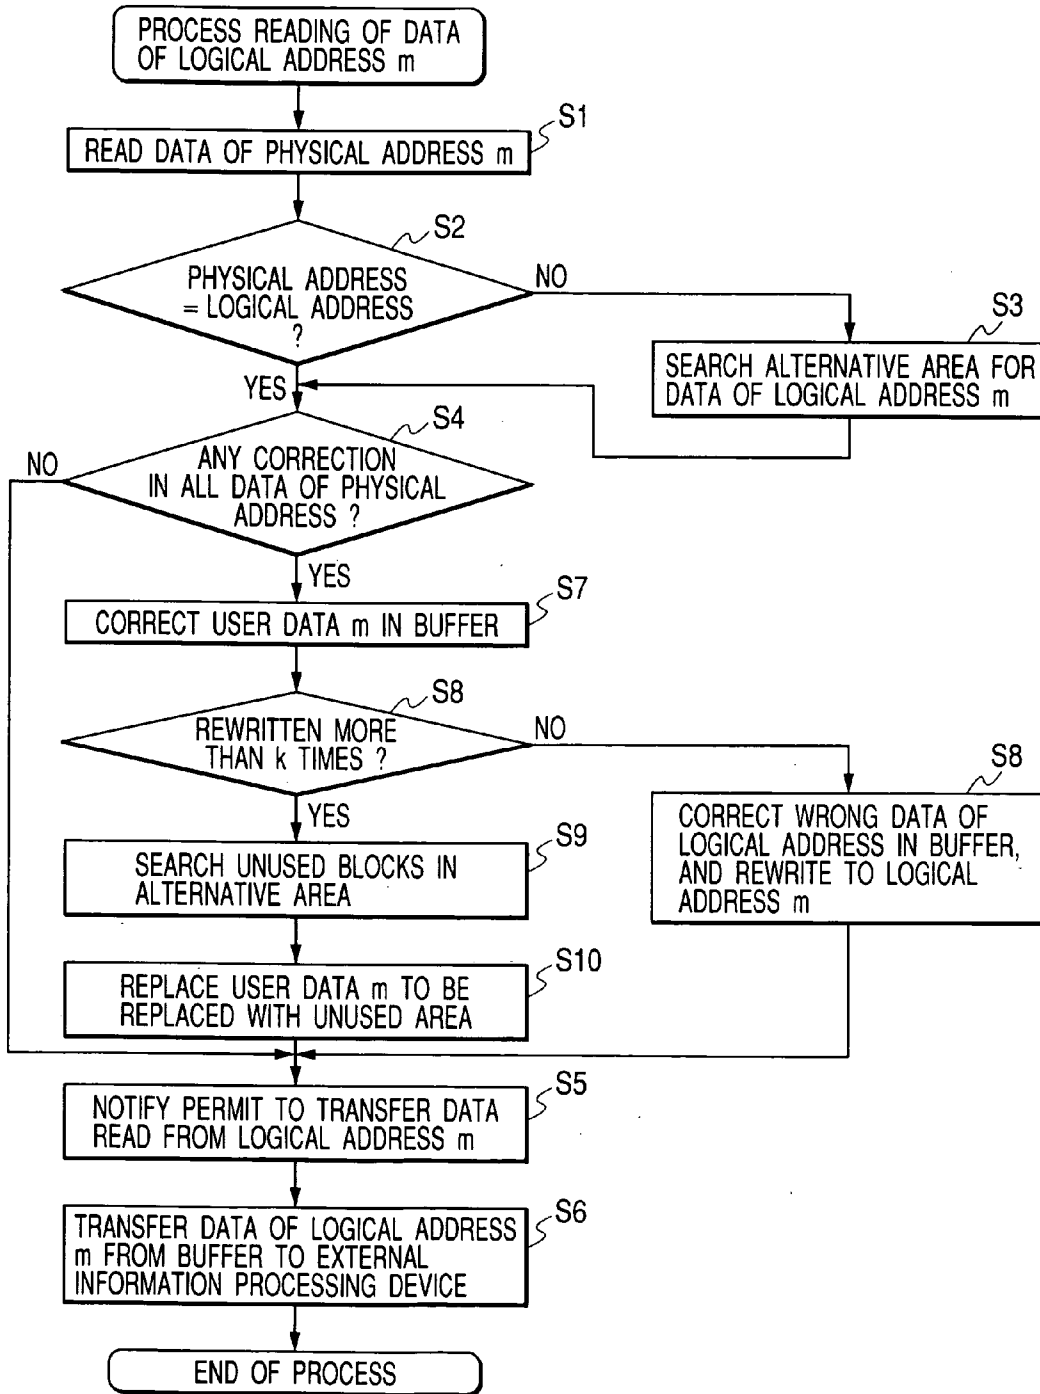 PROCESS READING OF DATA
OF LOGICAL ADDRESS m
S1
READ DATA OF PHYSICAL ADDRESS m
S2
PHYSICAL ADDRESS
= LOGICAL ADDRESS
?
NO
YES
S3
SEARCH ALTERNATIVE AREA FOR
DATA OF LOGICAL ADDRESS m
S4
NO
ANY CORRECTION
IN ALL DATA OF PHYSICAL
ADDRESS ?
YES
S7
CORRECT USER DATA m IN BUFFER
S8
REWRITTEN MORE
THAN k TIMES ?
NO
YES
S8
CORRECT WRONG DATA OF
LOGICAL ADDRESS IN BUFFER,
AND REWRITE TO LOGICAL
ADDRESS m
S9
SEARCH UNUSED BLOCKS IN
ALTERNATIVE AREA
S10
REPLACE USER DATA m TO BE
REPLACED WITH UNUSED AREA
S5
NOTIFY PERMIT TO TRANSFER DATA
READ FROM LOGICAL ADDRESS m
S6
TRANSFER DATA OF LOGICAL ADDRESS
m FROM BUFFER TO EXTERNAL
INFORMATION PROCESSING DEVICE
END OF PROCESS